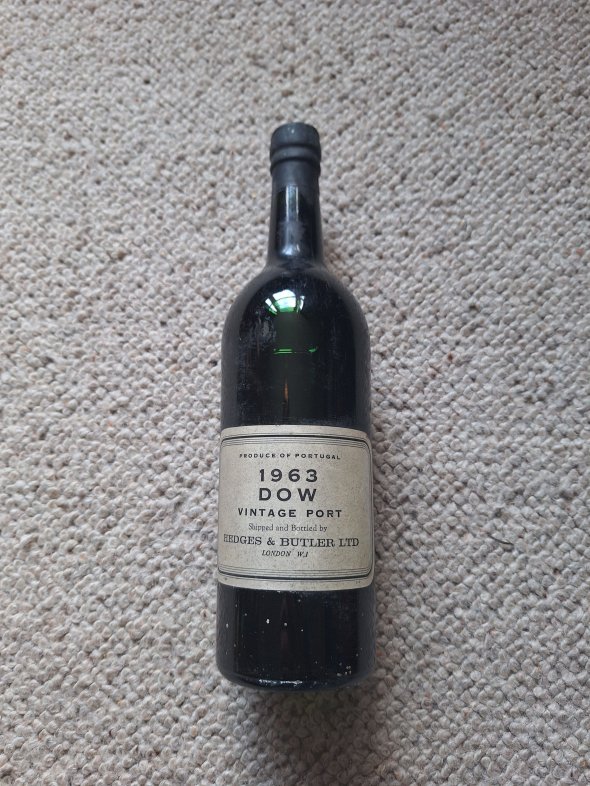 PRODUCE OF PORTUGAL
1963
DOW
VINTAGE PORT
Shipped and Bottled by
HEDGES & BUTLER LTD
LONDON W.1